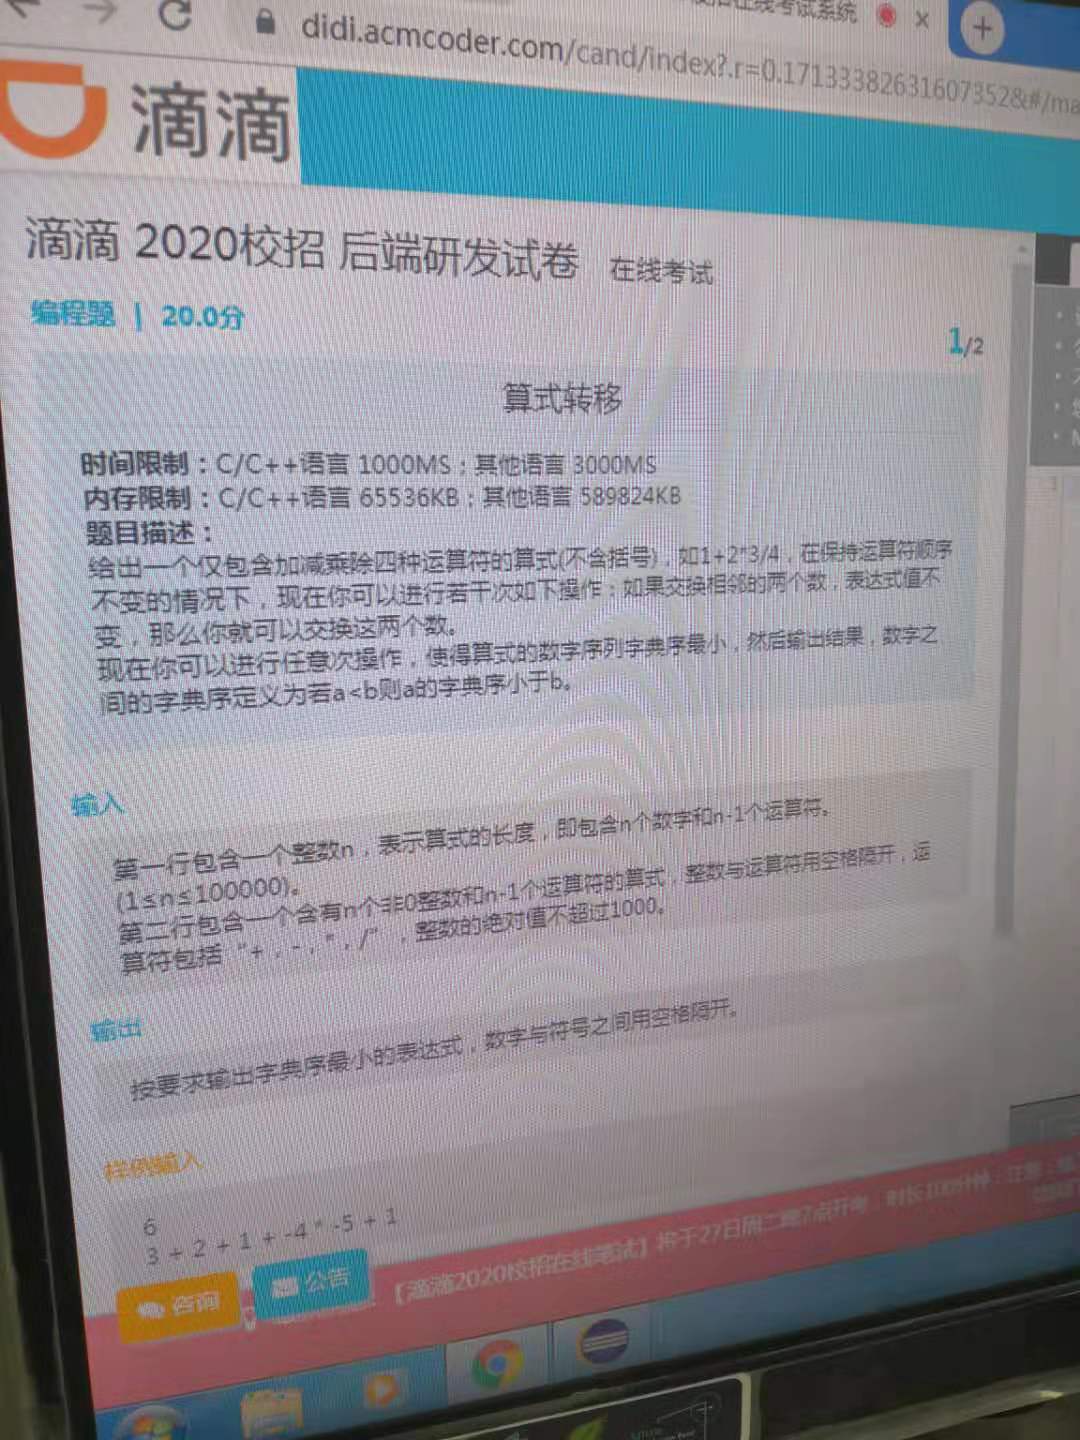 didi.acmcoder.com/cand/index?.r=0.17133382631607352&#/ma
滴滴
滴滴 2020校招 后端研发试卷 在线考试
编程题 | 20.0分
1/2
算式转移
时间限制：C/C++语言 1000MS；其他语言 3000MS
内存限制：C/C++语言 65536KB；其他语言 589824KB
题目描述：
给出一个仅包含加减乘除四种运算符的算式(不含括号)，如1+2*3/4，在保持运算符顺序
不变的情况下，现在你可以进行若干次如下操作：如果交换相邻的两个数，表达式值不
变，那么你就可以交换这两个数。
现在你可以进行任意次操作，使得算式的数字序列字典序最小，然后输出结果，数字之
间的字典序定义为若a<b则a的字典序小于b。
输入
第一行包含一个整数n，表示算式的长度，即包含n个数字和n-1个运算符。
(1≤n≤100000)。
第二行包含一个含有n个非0整数和n-1个运算符的算式，整数与运算符用空格隔开，运
算符包括“+，-，*，/”，整数的绝对值不超过1000。
输出
按要求输出字典序最小的表达式，数字与符号之间用空格隔开。
样例输入
6
3 + 2 + 1 + -4 * -5 + 1
咨询
公告
【滴滴2020校招在线笔试】将于27日周二晚7点开考，时长